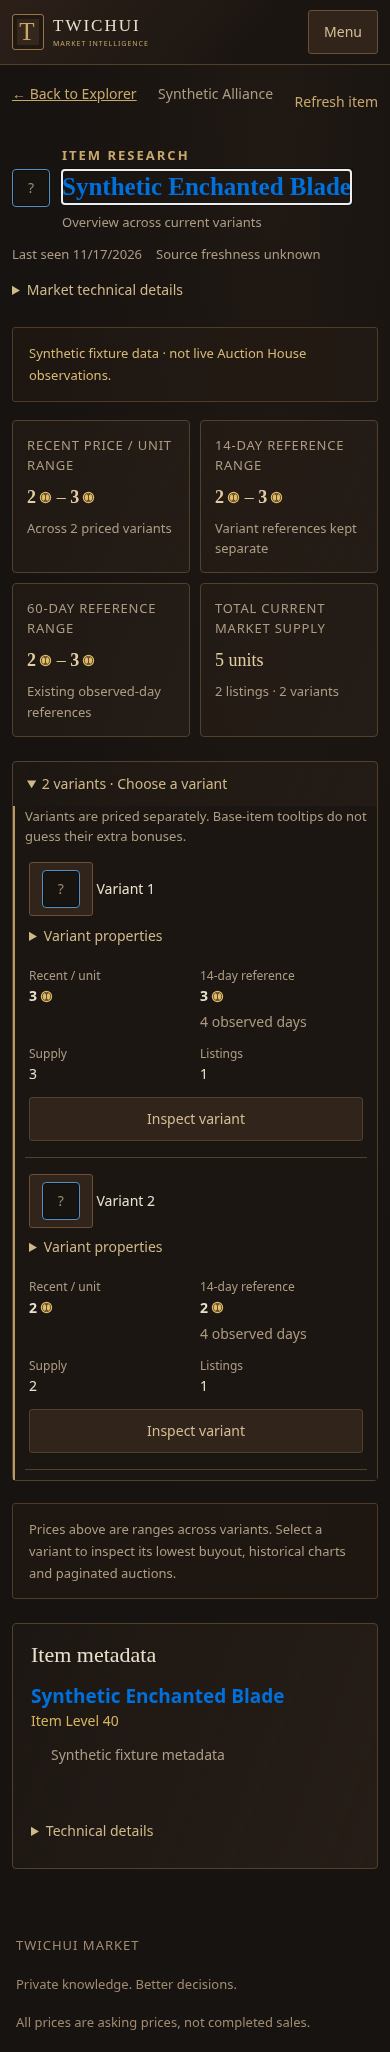 T TWICHUI
MARKET INTELLIGENCE
Menu
← Back to Explorer Synthetic Alliance Refresh item
ITEM RESEARCH
? Synthetic Enchanted Blade
Overview across current variants
Last seen 11/17/2026 Source freshness unknown
▶ Market technical details
Synthetic fixture data · not live Auction House
observations.
RECENT PRICE / UNIT
RANGE
2 – 3
Across 2 priced variants
14-DAY REFERENCE
RANGE
2 – 3
Variant references kept
separate
60-DAY REFERENCE
RANGE
2 – 3
Existing observed-day
references
TOTAL CURRENT
MARKET SUPPLY
5 units
2 listings · 2 variants
▼ 2 variants · Choose a variant
Variants are priced separately. Base-item tooltips do not
guess their extra bonuses.
? Variant 1
▶ Variant properties
Recent / unit 14-day reference
3 3
4 observed days
Supply Listings
3 1
Inspect variant
? Variant 2
▶ Variant properties
Recent / unit 14-day reference
2 2
4 observed days
Supply Listings
2 1
Inspect variant
Prices above are ranges across variants. Select a
variant to inspect its lowest buyout, historical charts
and paginated auctions.
Item metadata
Synthetic Enchanted Blade
Item Level 40
Synthetic fixture metadata
▶ Technical details
TWICHUI MARKET
Private knowledge. Better decisions.
All prices are asking prices, not completed sales.